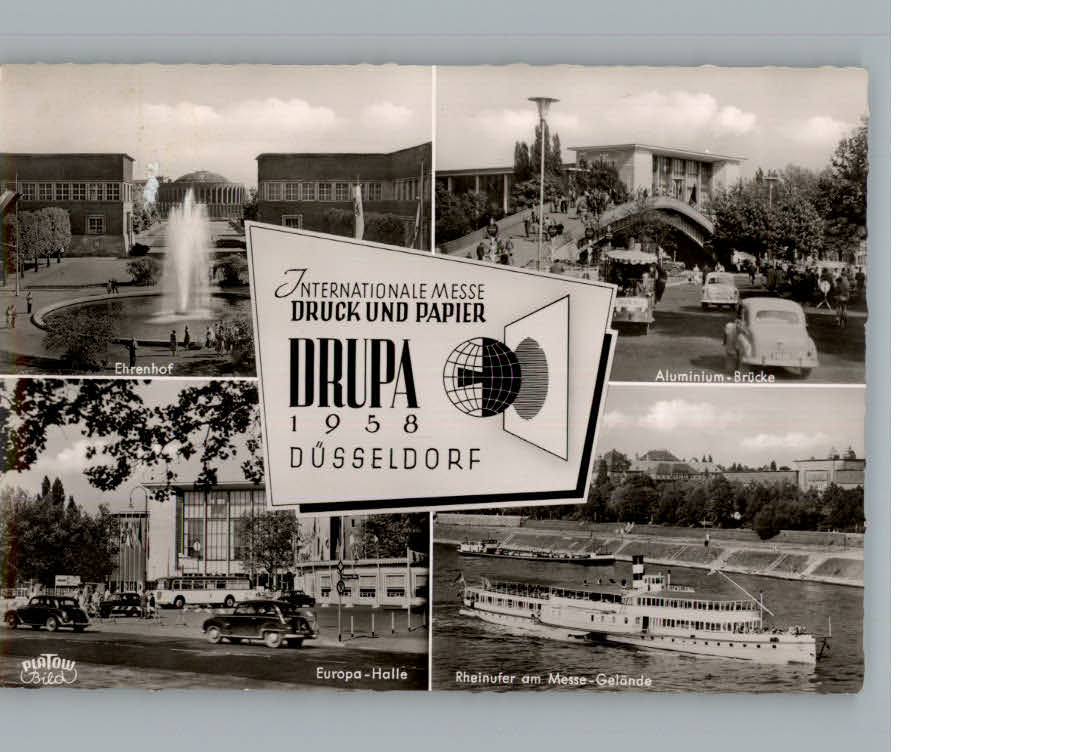 Ehrenhof
Aluminium-Brücke
INTERNATIONALE MESSE
DRUCK UND PAPIER
DRUPA
1958
DÜSSELDORF
PLATOW
Bild
Europa-Halle
Rheinufer am Messe-Gelände